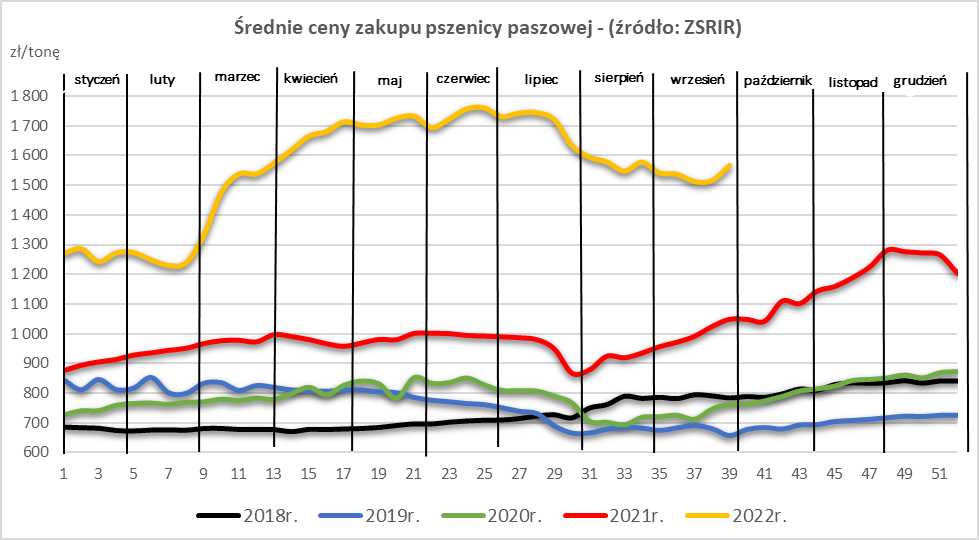 Średnie ceny zakupu pszenicy paszowej - (źródło: ZSRIR)
zł/tonę
styczeń luty marzec kwiecień maj czerwiec lipiec sierpień wrzesień październik listopad grudzień
1 800
1 700
1 600
1 500
1 400
1 300
1 200
1 100
1 000
900
800
700
600
1 3 5 7 9 11 13 15 17 19 21 23 25 27 29 31 33 35 37 39 41 43 45 47 49 51
2018r. 2019r. 2020r. 2021r. 2022r.